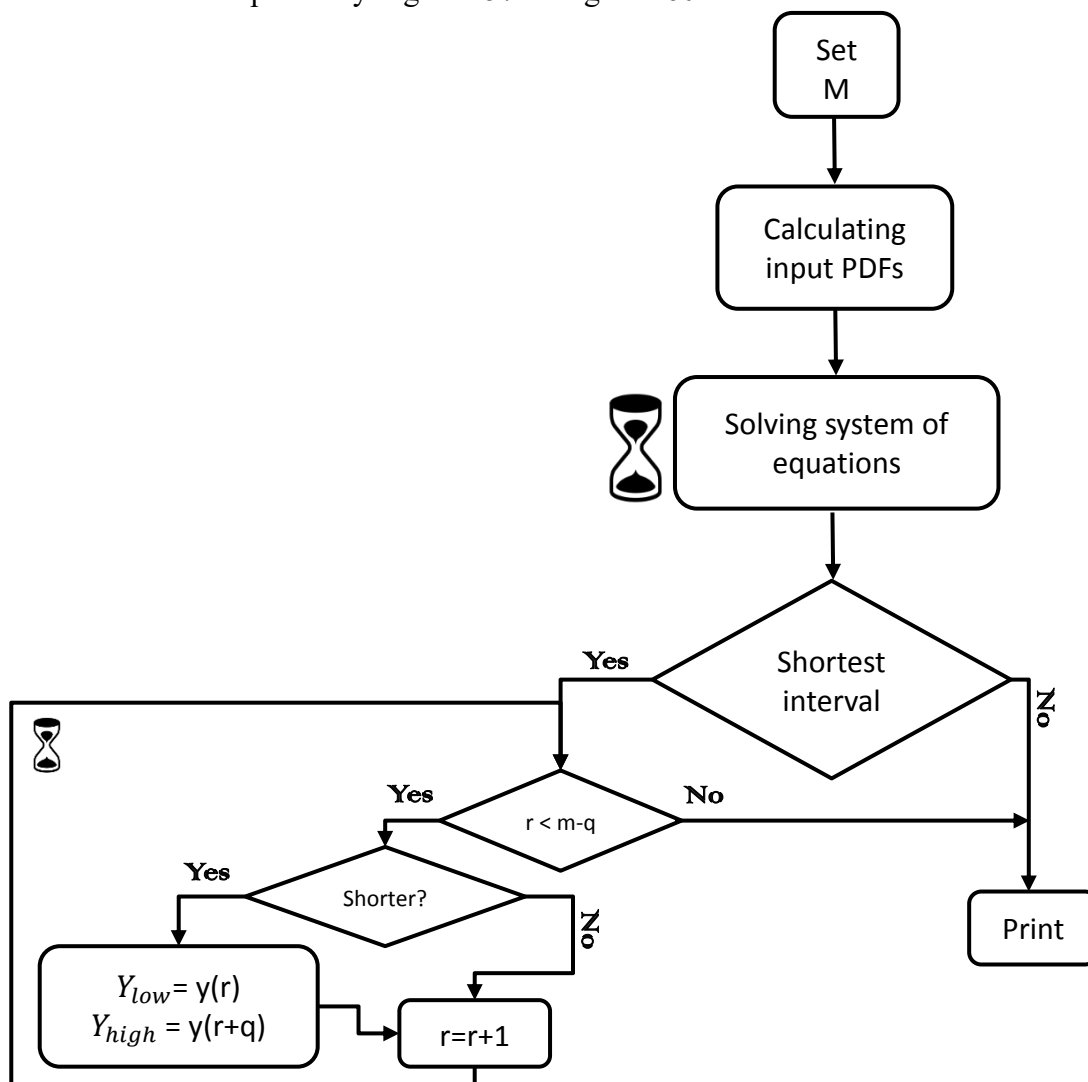 Set
M
Calculating
input PDFs
Solving system of
equations
Shortest
interval
Yes
No
r < m-q
Yes
No
Shorter?
Yes
No
Y_low= y(r)
Y_high = y(r+q)
r=r+1
Print